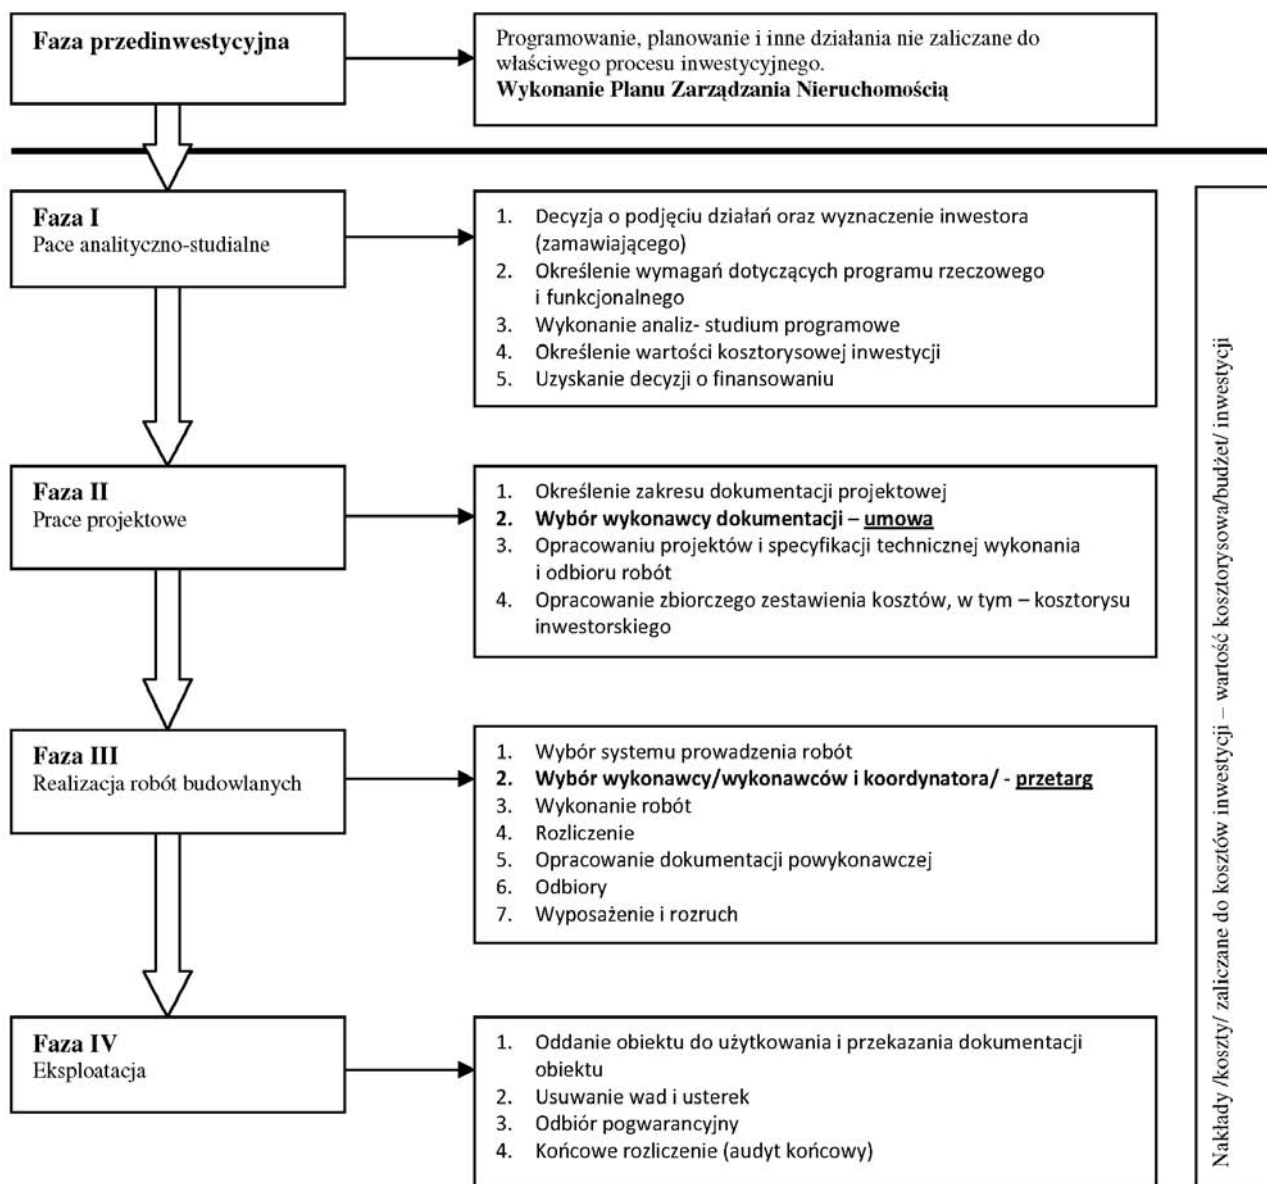 Faza przedinwestycyjna
Programowanie, planowanie i inne działania nie zaliczane do
właściwego procesu inwestycyjnego.
Wykonanie Planu Zarządzania Nieruchomością
Faza I
Pace analityczno-studialne
1. Decyzja o podjęciu działań oraz wyznaczenie inwestora
(zamawiającego)
2. Określenie wymagań dotyczących programu rzeczowego
i funkcjonalnego
3. Wykonanie analiz- studium programowe
4. Określenie wartości kosztorysowej inwestycji
5. Uzyskanie decyzji o finansowaniu
Faza II
Prace projektowe
1. Określenie zakresu dokumentacji projektowej
2. Wybór wykonawcy dokumentacji – umowa
3. Opracowaniu projektów i specyfikacji technicznej wykonania
i odbioru robót
4. Opracowanie zbiorczego zestawienia kosztów, w tym – kosztorysu
inwestorskiego
Faza III
Realizacja robót budowlanych
1. Wybór systemu prowadzenia robót
2. Wybór wykonawcy/wykonawców i koordynatora/ - przetarg
3. Wykonanie robót
4. Rozliczenie
5. Opracowanie dokumentacji powykonawczej
6. Odbiory
7. Wyposażenie i rozruch
Faza IV
Eksploatacja
1. Oddanie obiektu do użytkowania i przekazania dokumentacji
obiektu
2. Usuwanie wad i usterek
3. Odbiór pogwarancyjny
4. Końcowe rozliczenie (audyt końcowy)
Nakłady /koszty/ zaliczane do kosztów inwestycji – wartość kosztorysowa/budżet/ inwestycji